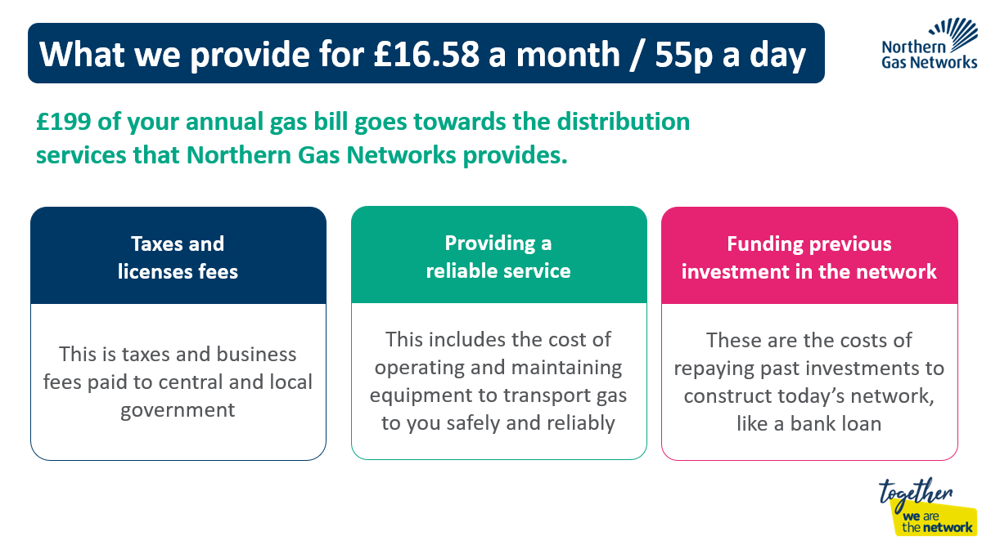 What we provide for £16.58 a month / 55p a day
Northern
Gas Networks
£199 of your annual gas bill goes towards the distribution
services that Northern Gas Networks provides.
Taxes and
licenses fees
This is taxes and business
fees paid to central and local
government
Providing a
reliable service
This includes the cost of
operating and maintaining
equipment to transport gas
to you safely and reliably
Funding previous
investment in the network
These are the costs of
repaying past investments to
construct today’s network,
like a bank loan
together
we are
the network